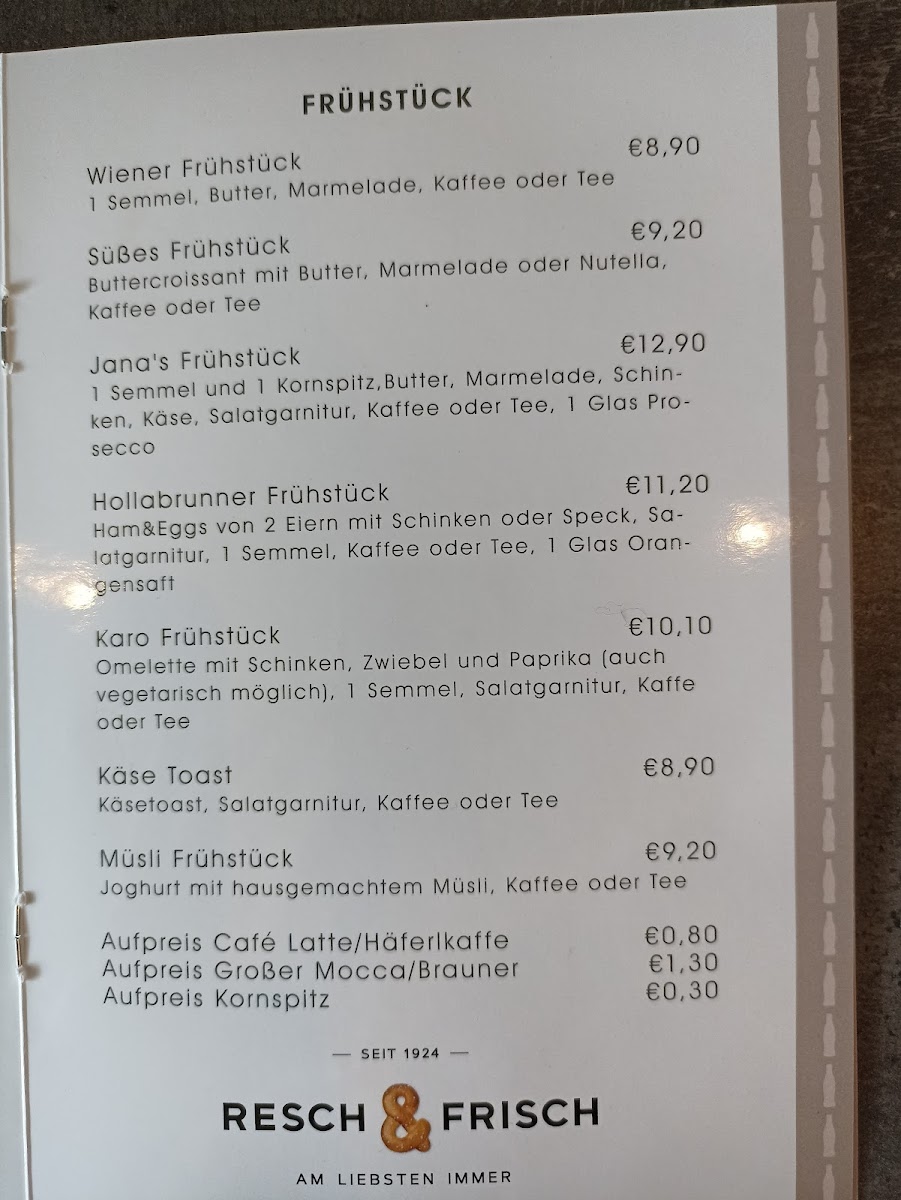 FRÜHSTÜCK
Wiener Frühstück €8,90
1 Semmel, Butter, Marmelade, Kaffee oder Tee
Süßes Frühstück €9,20
Buttercroissant mit Butter, Marmelade oder Nutella,
Kaffee oder Tee
Jana's Frühstück €12,90
1 Semmel und 1 Kornspitz,Butter, Marmelade, Schin-
ken, Käse, Salatgarnitur, Kaffee oder Tee, 1 Glas Pro-
secco
Hollabrunner Frühstück €11,20
Ham&Eggs von 2 Eiern mit Schinken oder Speck, Sa-
latgarnitur, 1 Semmel, Kaffee oder Tee, 1 Glas Oran-
gensaft
Karo Frühstück €10,10
Omelette mit Schinken, Zwiebel und Paprika (auch
vegetarisch möglich), 1 Semmel, Salatgarnitur, Kaffe
oder Tee
Käse Toast €8,90
Käsetoast, Salatgarnitur, Kaffee oder Tee
Müsli Frühstück €9,20
Joghurt mit hausgemachtem Müsli, Kaffee oder Tee
Aufpreis Café Latte/Häferlkaffe €0,80
Aufpreis Großer Mocca/Brauner €1,30
Aufpreis Kornspitz €0,30
— SEIT 1924 —
RESCH & FRISCH
AM LIEBSTEN IMMER